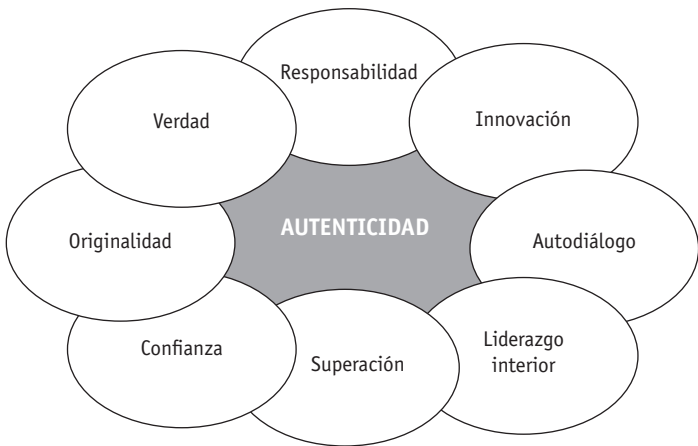 Responsabilidad
Verdad
Innovación
AUTENTICIDAD
Originalidad
Autodiálogo
Confianza
Superación
Liderazgo
interior